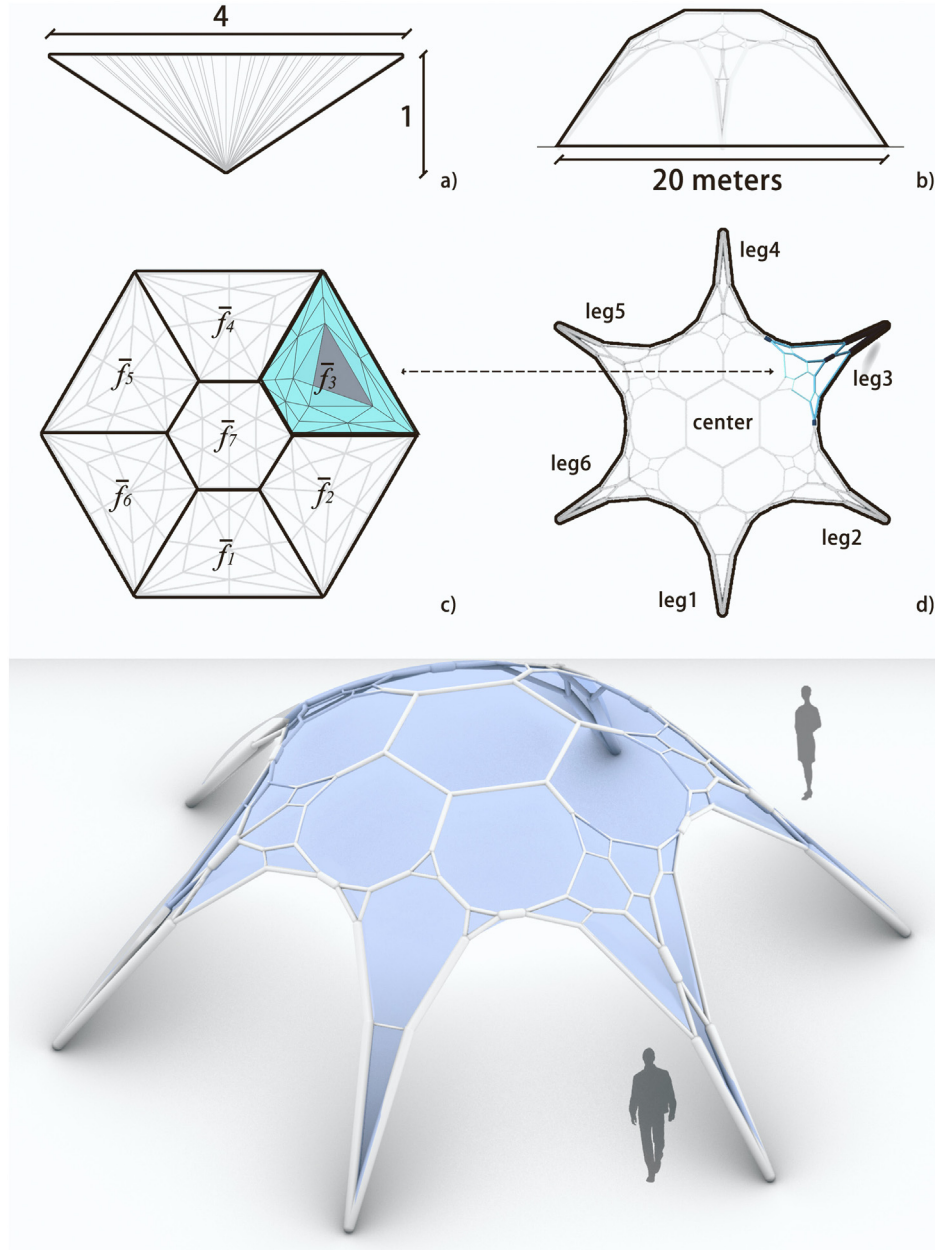 4
1
a)
20 meters
b)
f̅4
f̅5
f̅3
f̅7
f̅6
f̅2
f̅1
c)
leg4
leg5
leg3
center
leg6
leg2
leg1
d)